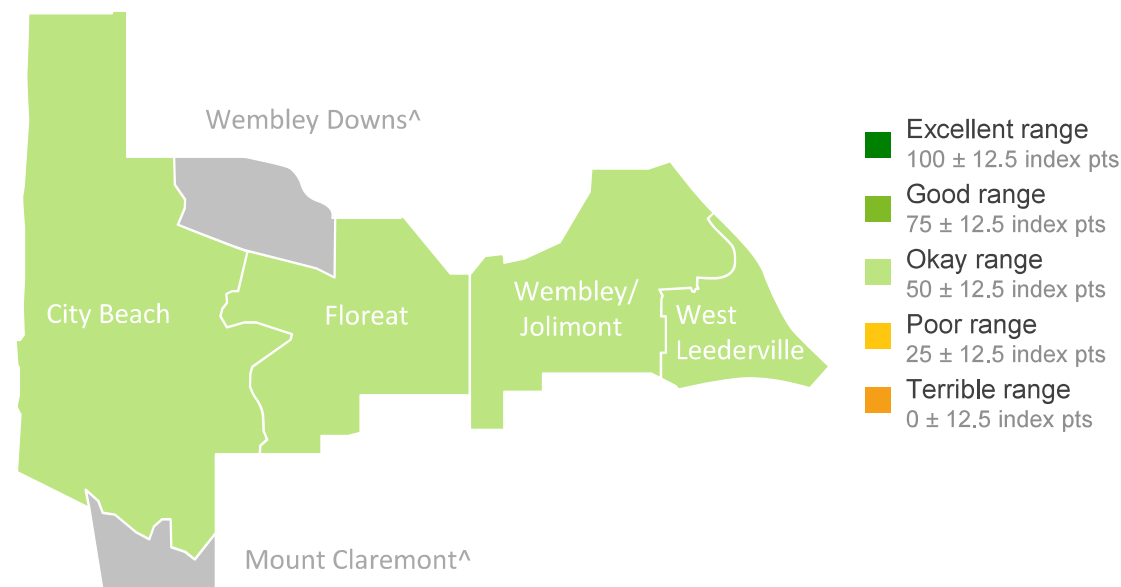 Wembley Downs^
City Beach
Floreat
Wembley/
Jolimont
West
Leederville
Mount Claremont^
Excellent range
100 ± 12.5 index pts
Good range
75 ± 12.5 index pts
Okay range
50 ± 12.5 index pts
Poor range
25 ± 12.5 index pts
Terrible range
0 ± 12.5 index pts